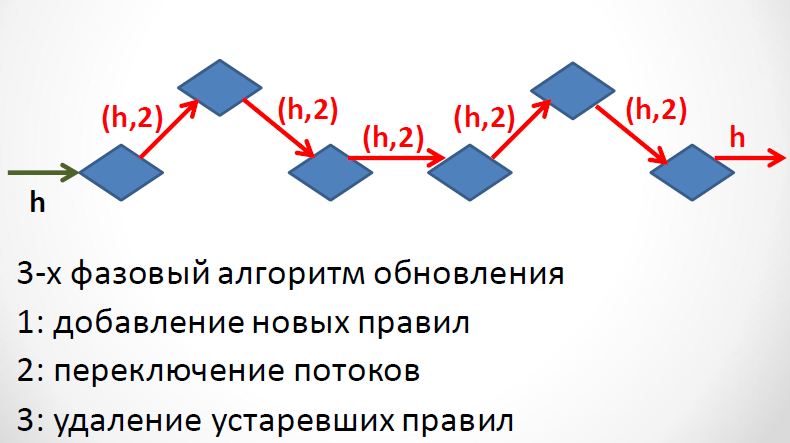 (h,2)
(h,2)
(h,2)
(h,2)
(h,2)
h
h
3-х фазовый алгоритм обновления
1: добавление новых правил
2: переключение потоков
3: удаление устаревших правил